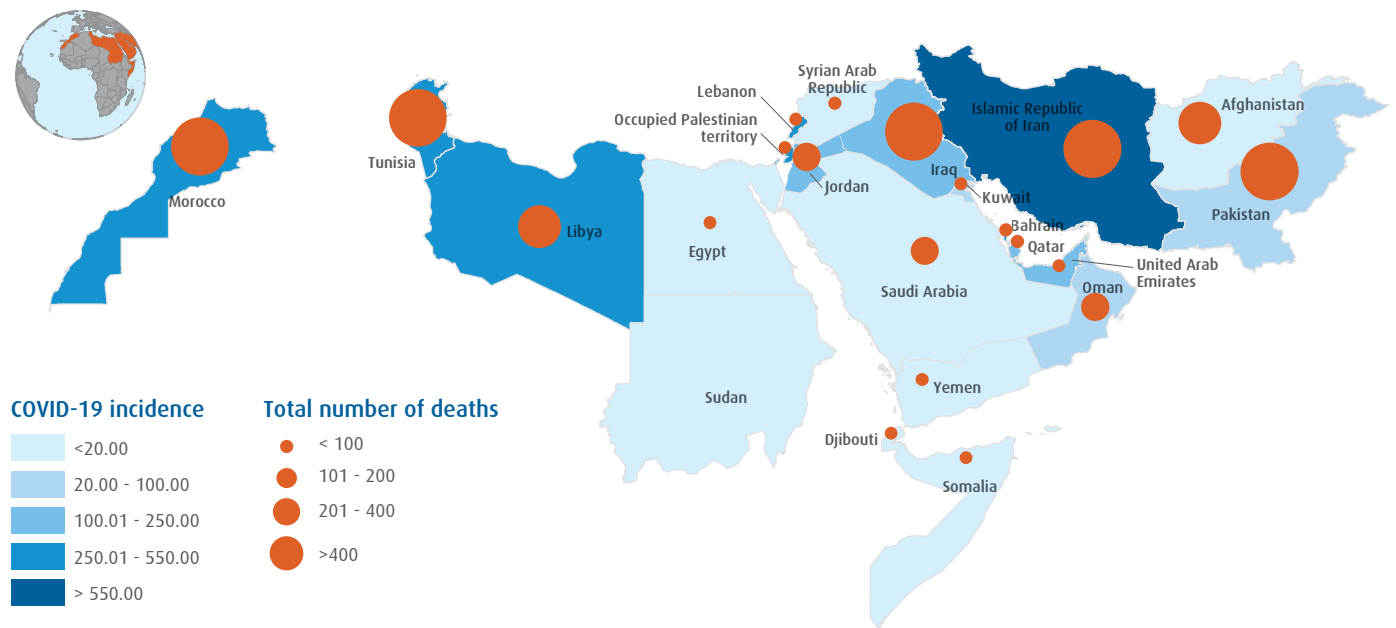 Syrian Arab
Republic
Lebanon
Occupied Palestinian
territory
Islamic Republic
of Iran
Afghanistan
Tunisia
Iraq
Jordan
Kuwait
Morocco
Pakistan
Libya
Bahrain
Egypt
Qatar
United Arab
Emirates
Saudi Arabia
Oman
Yemen
Sudan
Djibouti
Somalia
COVID-19 incidence
<20.00
20.00 - 100.00
100.01 - 250.00
250.01 - 550.00
> 550.00
Total number of deaths
< 100
101 - 200
201 - 400
>400